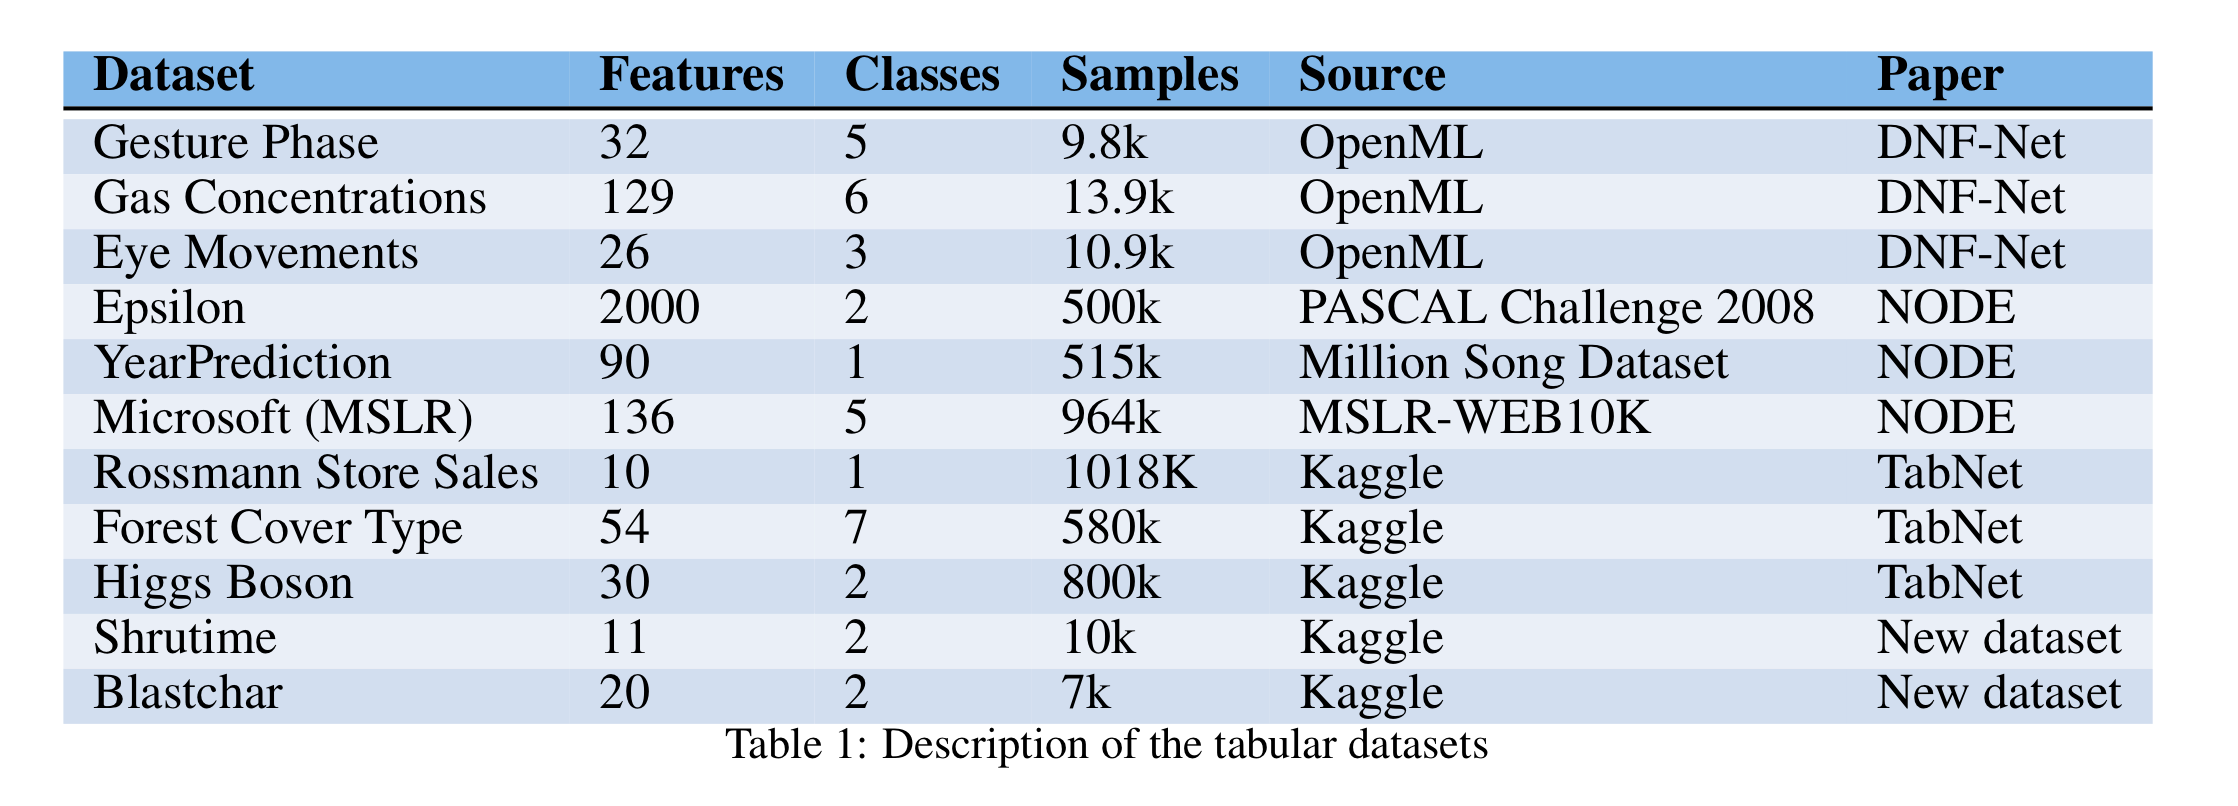 Dataset Features Classes Samples Source Paper
Gesture Phase 32 5 9.8k OpenML DNF-Net
Gas Concentrations 129 6 13.9k OpenML DNF-Net
Eye Movements 26 3 10.9k OpenML DNF-Net
Epsilon 2000 2 500k PASCAL Challenge 2008 NODE
YearPrediction 90 1 515k Million Song Dataset NODE
Microsoft (MSLR) 136 5 964k MSLR-WEB10K NODE
Rossmann Store Sales 10 1 1018K Kaggle TabNet
Forest Cover Type 54 7 580k Kaggle TabNet
Higgs Boson 30 2 800k Kaggle TabNet
Shrutime 11 2 10k Kaggle New dataset
Blastchar 20 2 7k Kaggle New dataset
Table 1: Description of the tabular datasets